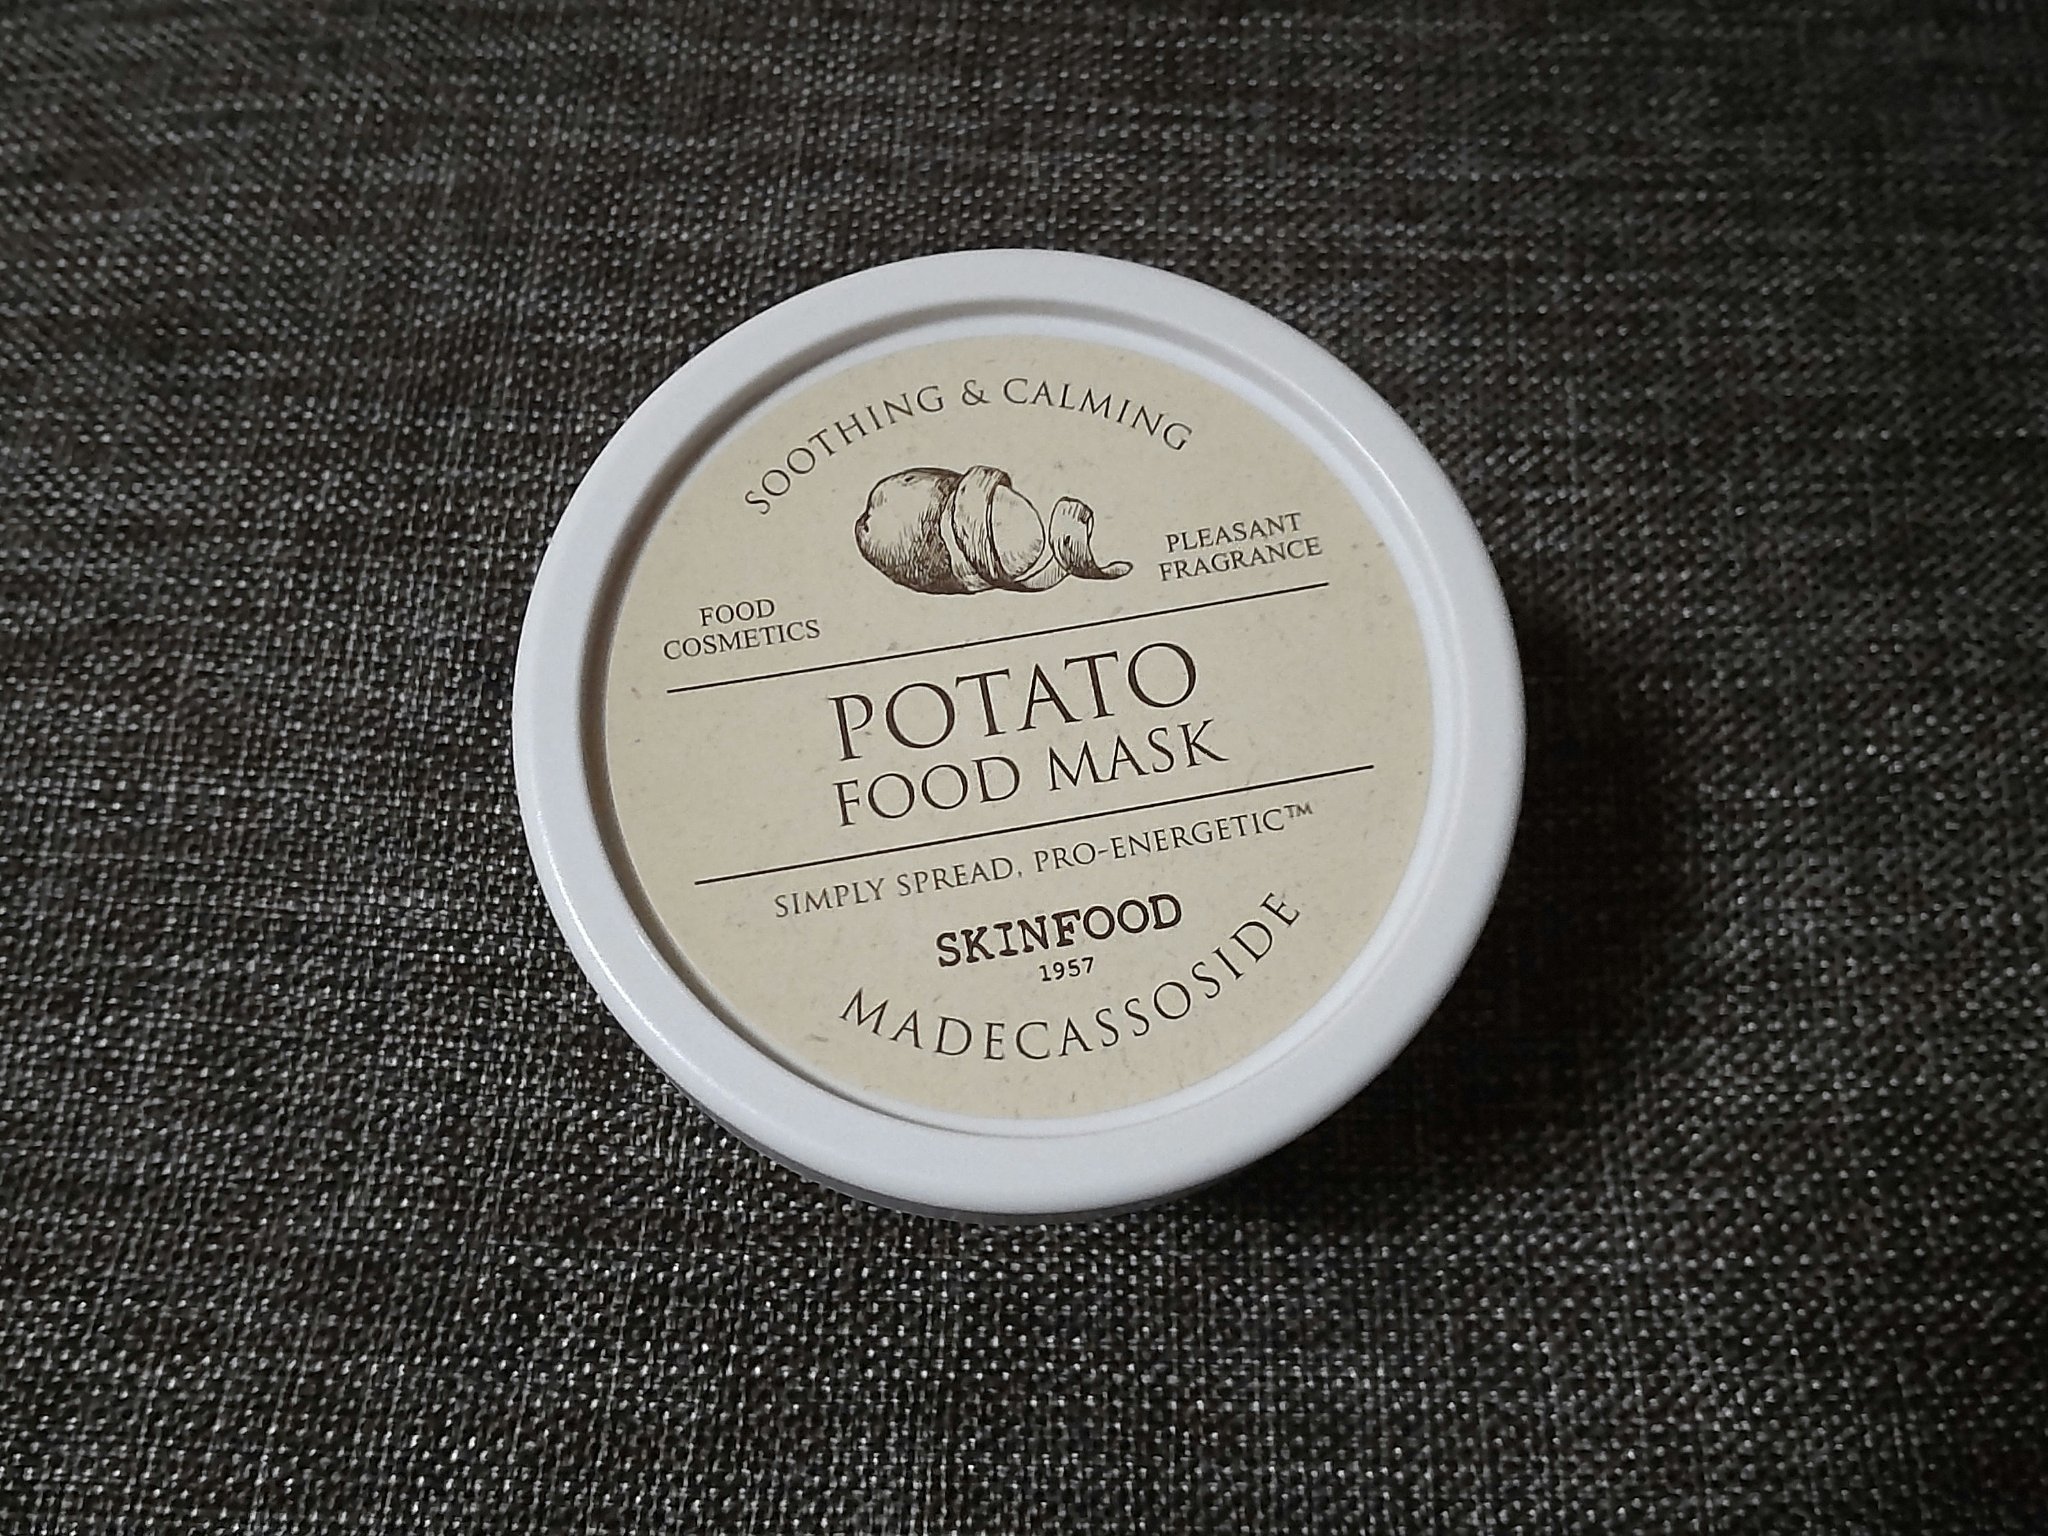 SOOTHING & CALMING
PLEASANT
FRAGRANCE
FOOD
COSMETICS
POTATO
FOOD MASK
SIMPLY SPREAD, PRO-ENERGETIC™
SKINFOOD
1957
MADECASSOSIDE